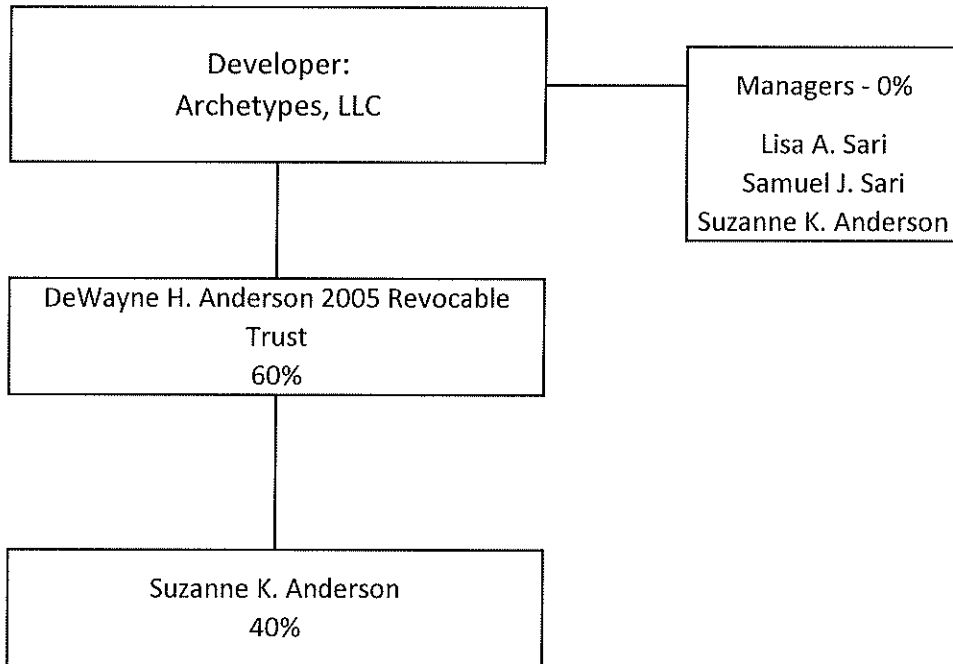 Developer:
Archetypes, LLC
Managers - 0%
Lisa A. Sari
Samuel J. Sari
Suzanne K. Anderson
DeWayne H. Anderson 2005 Revocable
Trust
60%
Suzanne K. Anderson
40%